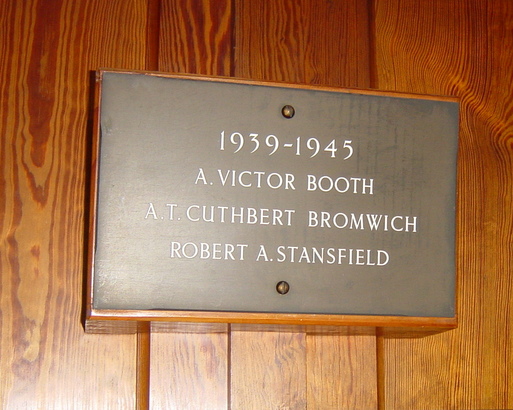 1939-1945
A. VICTOR BOOTH
A. T. CUTHBERT BROMWICH
ROBERT A. STANSFIELD